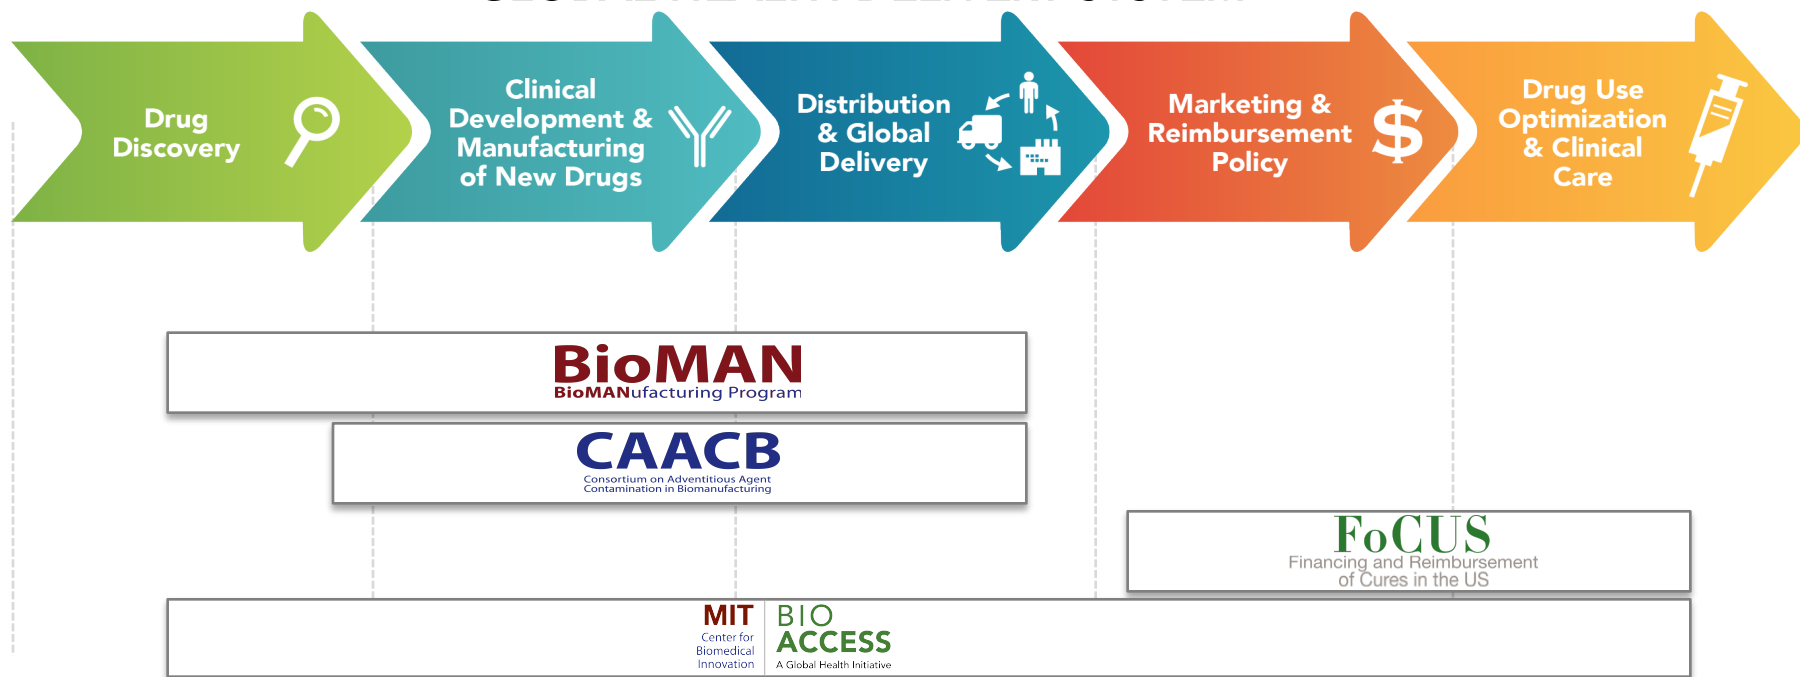 Drug
Discovery
Clinical
Development &
Manufacturing
of New Drugs
Distribution
& Global
Delivery
Marketing &
Reimbursement
Policy
$
Drug Use
Optimization
& Clinical
Care
BioMAN
BioMANufacturing Program
CAACB
Consortium on Adventitious Agent
Contamination in Biomanufacturing
FoCUS
Financing and Reimbursement
of Cures in the US
MIT
Center for
Biomedical
Innovation
BIO
ACCESS
A Global Health Initiative